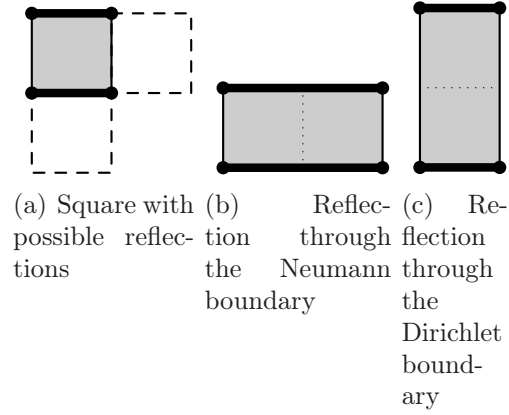 (a) Square with
possible reflec-
tions
(b) Reflec-
tion through
the Neumann
boundary
(c) Re-
flection
through
the
Dirichlet
bound-
ary